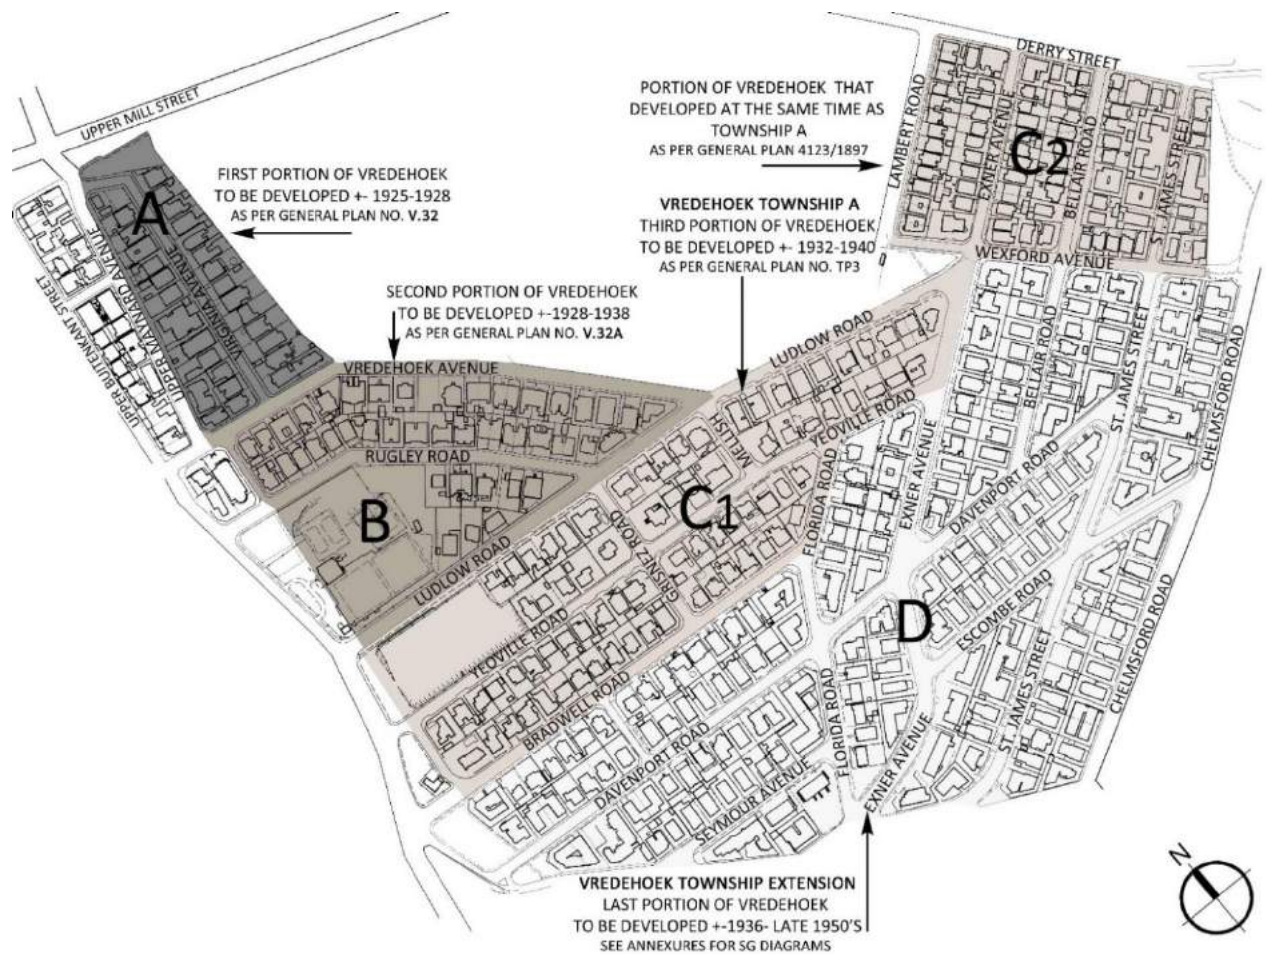 DERRY STREET
UPPER MILL STREET
PORTION OF VREDEHOEK THAT
DEVELOPED AT THE SAME TIME AS
TOWNSHIP A
AS PER GENERAL PLAN 4123/1897
LAMBERT ROAD
EXNER AVENUE
C2
BELLAIR ROAD
S. JAMES STREET
FIRST PORTION OF VREDEHOEK
TO BE DEVELOPED +- 1925-1928
AS PER GENERAL PLAN NO. V.32
A
VREDEHOEK TOWNSHIP A
THIRD PORTION OF VREDEHOEK
TO BE DEVELOPED +- 1932-1940
AS PER GENERAL PLAN NO. TP3
WEXFORD AVENUE
UPPER BUITENKANT STREET
UPPER MAYNARD AVENUE
VIRGINIA AVENUE
SECOND PORTION OF VREDEHOEK
TO BE DEVELOPED +-1928-1938
AS PER GENERAL PLAN NO. V.32A
LUDLOW ROAD
VREDEHOEK AVENUE
BELLAIR ROAD
ST. JAMES STREET
CHELMSFORD ROAD
MELISH
YEOVILLE ROAD
RUGLEY ROAD
B
C1
GRISNIZ ROAD
FLORIDA ROAD
EXNER AVENUE
DAVENPORT ROAD
LUDLOW ROAD
YEOVILLE ROAD
BRADWELL ROAD
D
ESCOMBE ROAD
ST. JAMES STREET
CHELMSFORD ROAD
FLORIDA ROAD
EXNER AVENUE
DAVENPORT ROAD
SEYMOUR AVENUE
VREDEHOEK TOWNSHIP EXTENSION
LAST PORTION OF VREDEHOEK
TO BE DEVELOPED +-1936- LATE 1950'S
SEE ANNEXURES FOR SG DIAGRAMS
N